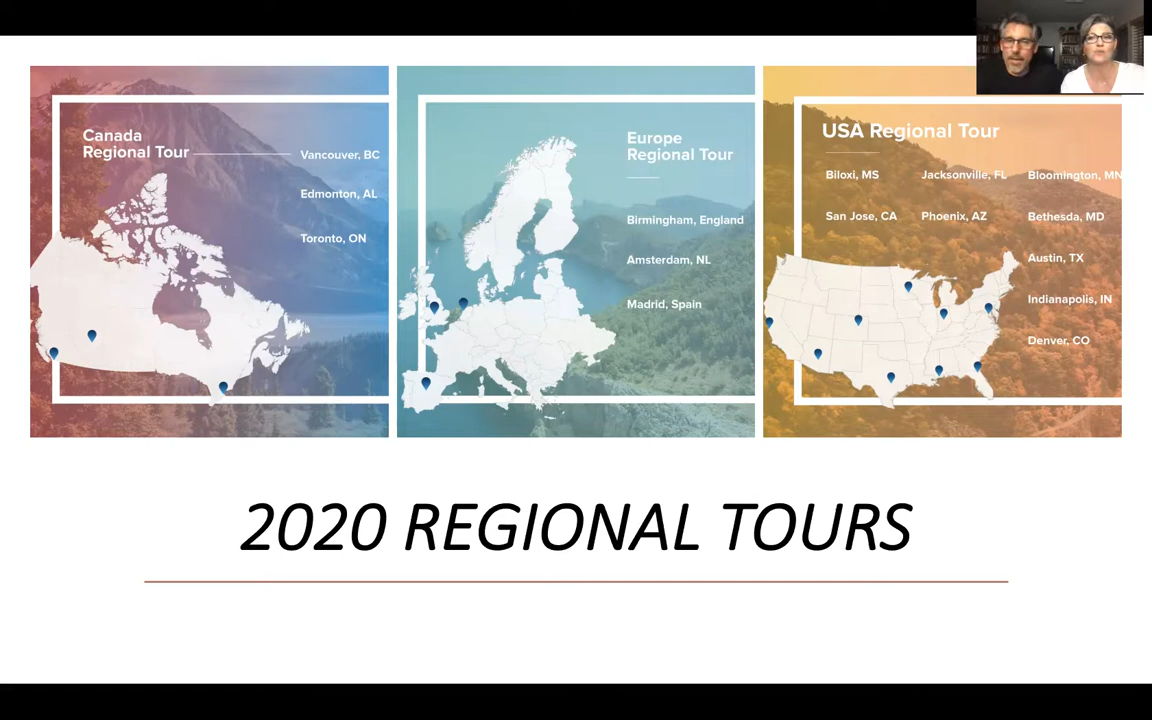 Canada
Regional Tour
Vancouver, BC
Edmonton, AL
Toronto, ON
Europe
Regional Tour
Birmingham, England
Amsterdam, NL
Madrid, Spain
USA Regional Tour
Biloxi, MS
Jacksonville, FL
Bloomington, MN
San Jose, CA
Phoenix, AZ
Bethesda, MD
Austin, TX
Indianapolis, IN
Denver, CO
2020 REGIONAL TOURS